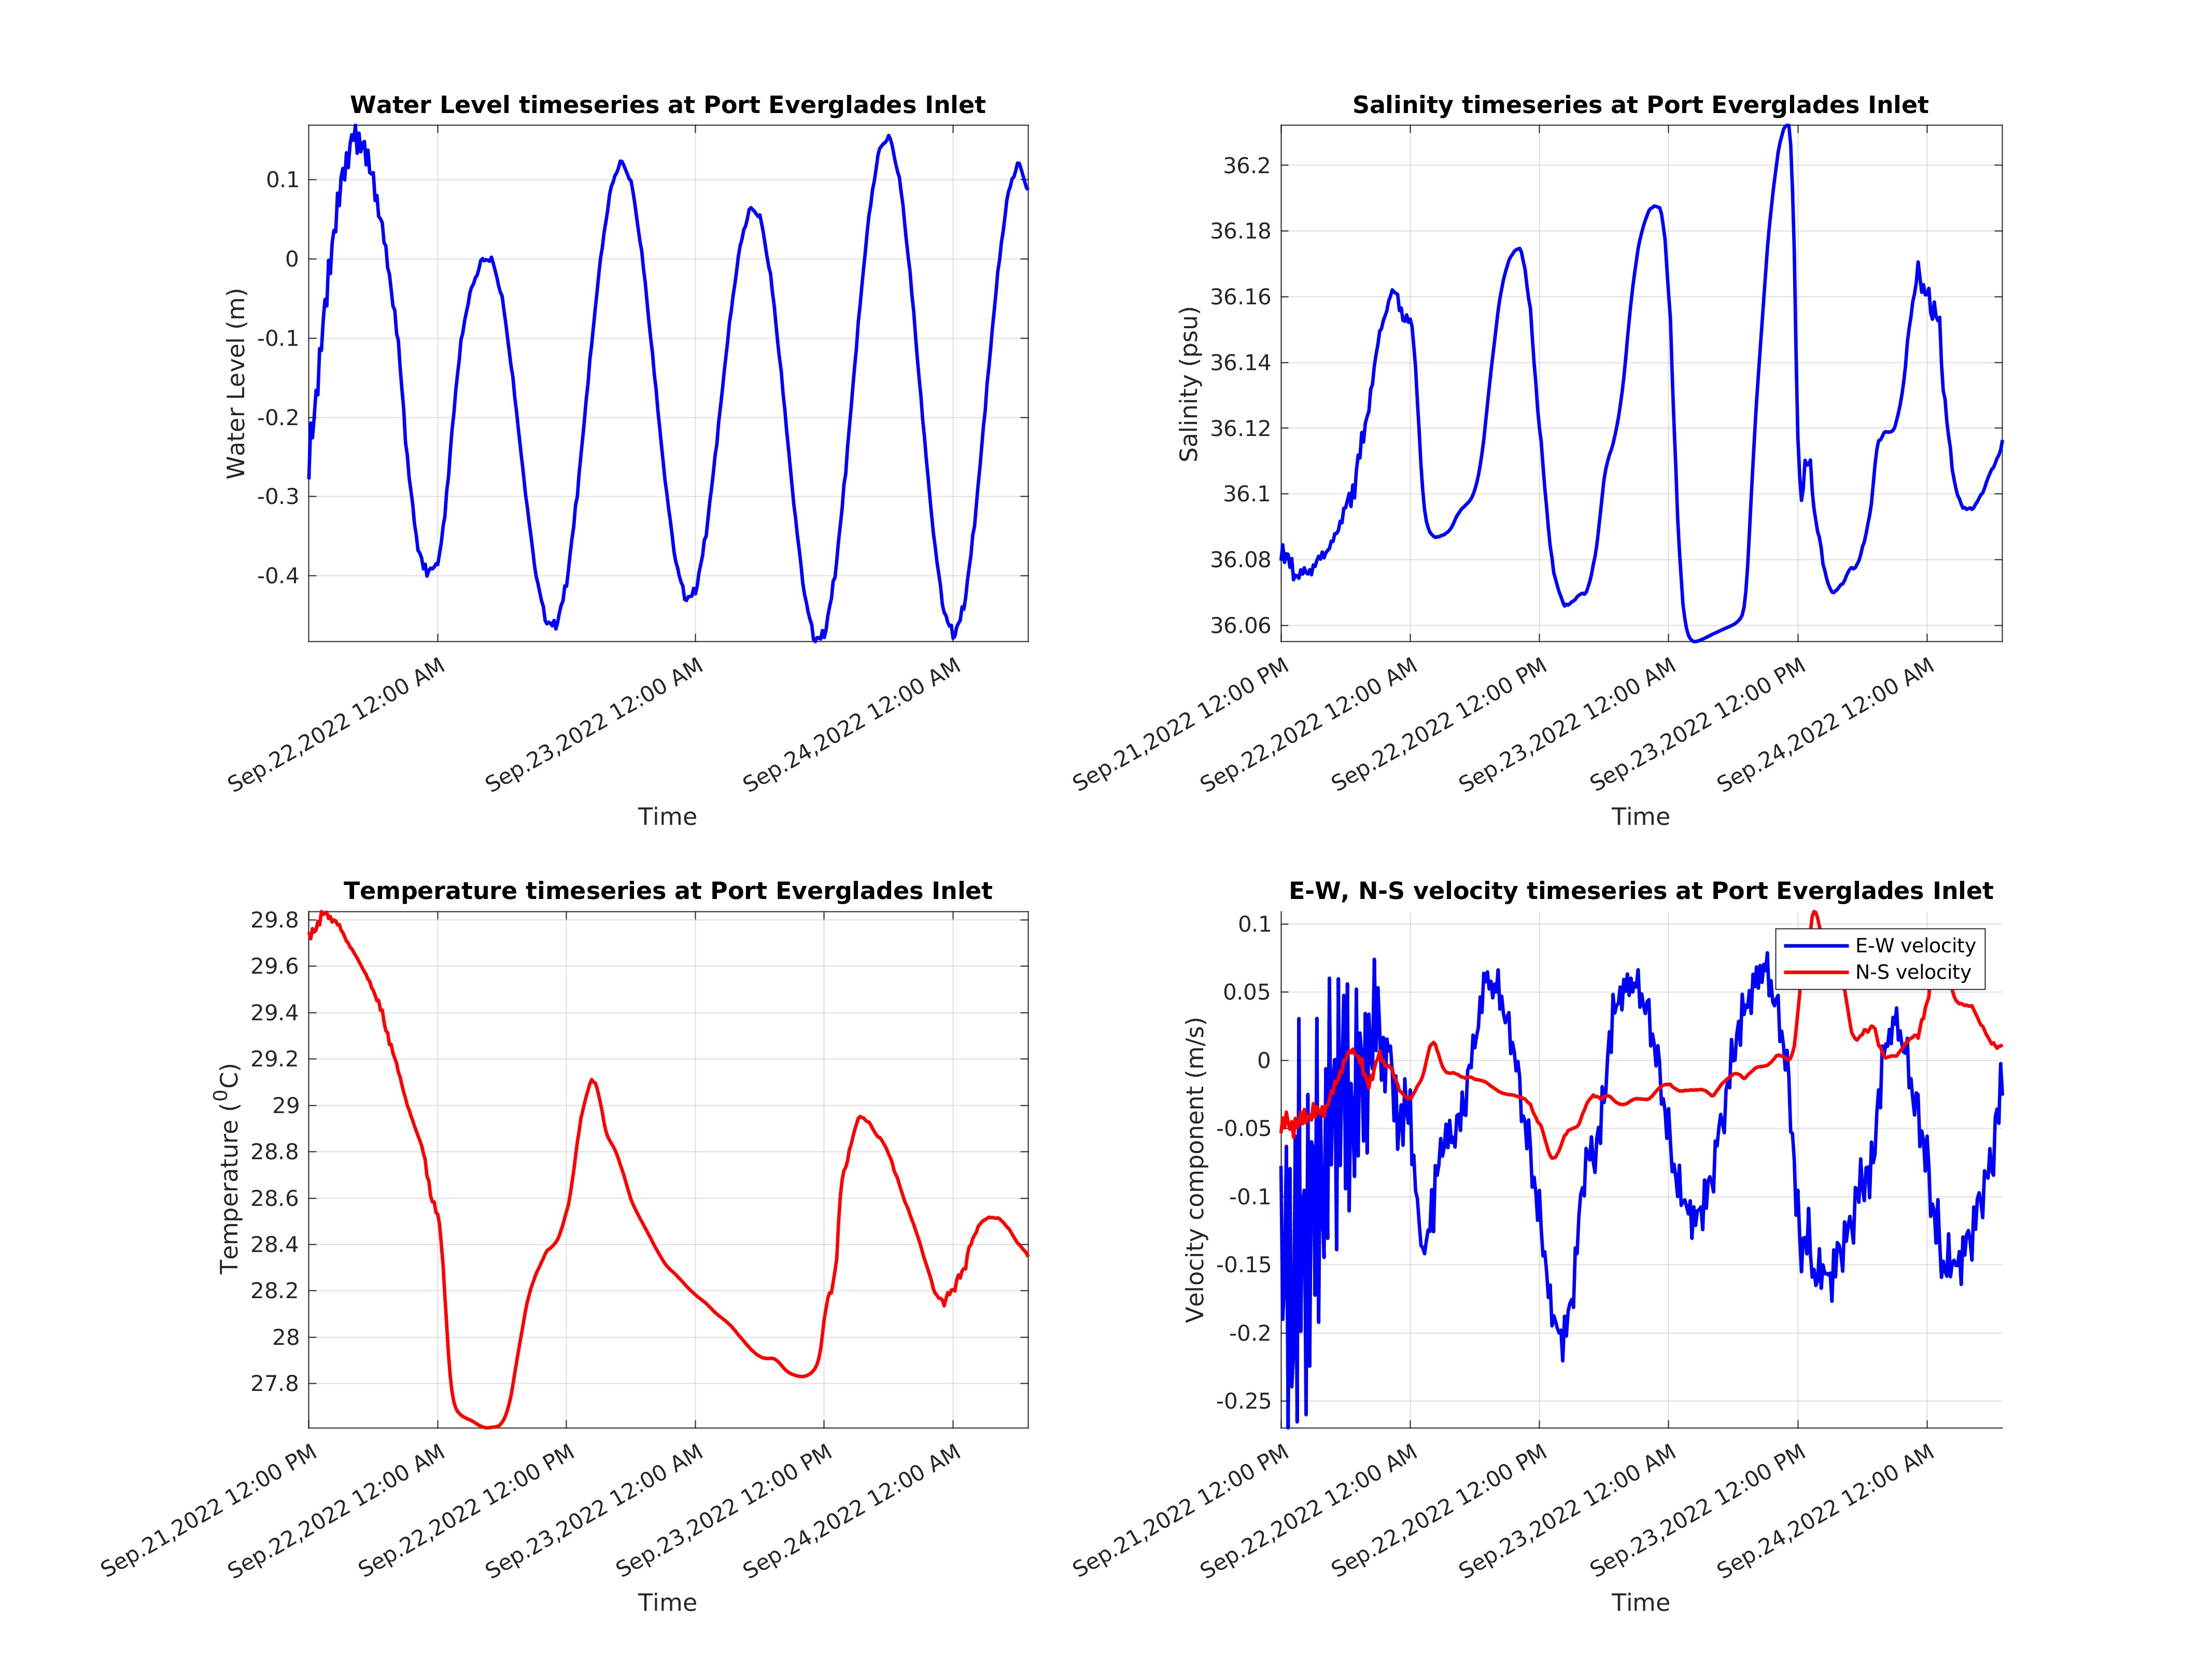 Water Level timeseries at Port Everglades Inlet
0.1
0
-0.1
-0.2
-0.3
-0.4
Water Level (m)
Sep.22,2022 12:00 AM
Sep.23,2022 12:00 AM
Sep.24,2022 12:00 AM
Time
Salinity timeseries at Port Everglades Inlet
36.2
36.18
36.16
36.14
36.12
36.1
36.08
36.06
Salinity (psu)
Sep.21,2022 12:00 PM
Sep.22,2022 12:00 AM
Sep.22,2022 12:00 PM
Sep.23,2022 12:00 AM
Sep.23,2022 12:00 PM
Sep.24,2022 12:00 AM
Time
Temperature timeseries at Port Everglades Inlet
29.8
29.6
29.4
29.2
29
28.8
28.6
28.4
28.2
28
27.8
Temperature (⁰C)
Sep.21,2022 12:00 PM
Sep.22,2022 12:00 AM
Sep.22,2022 12:00 PM
Sep.23,2022 12:00 AM
Sep.23,2022 12:00 PM
Sep.24,2022 12:00 AM
Time
E-W, N-S velocity timeseries at Port Everglades Inlet
0.1
0.05
0
-0.05
-0.1
-0.15
-0.2
-0.25
Velocity component (m/s)
E-W velocity
N-S velocity
Sep.21,2022 12:00 PM
Sep.22,2022 12:00 AM
Sep.22,2022 12:00 PM
Sep.23,2022 12:00 AM
Sep.23,2022 12:00 PM
Sep.24,2022 12:00 AM
Time